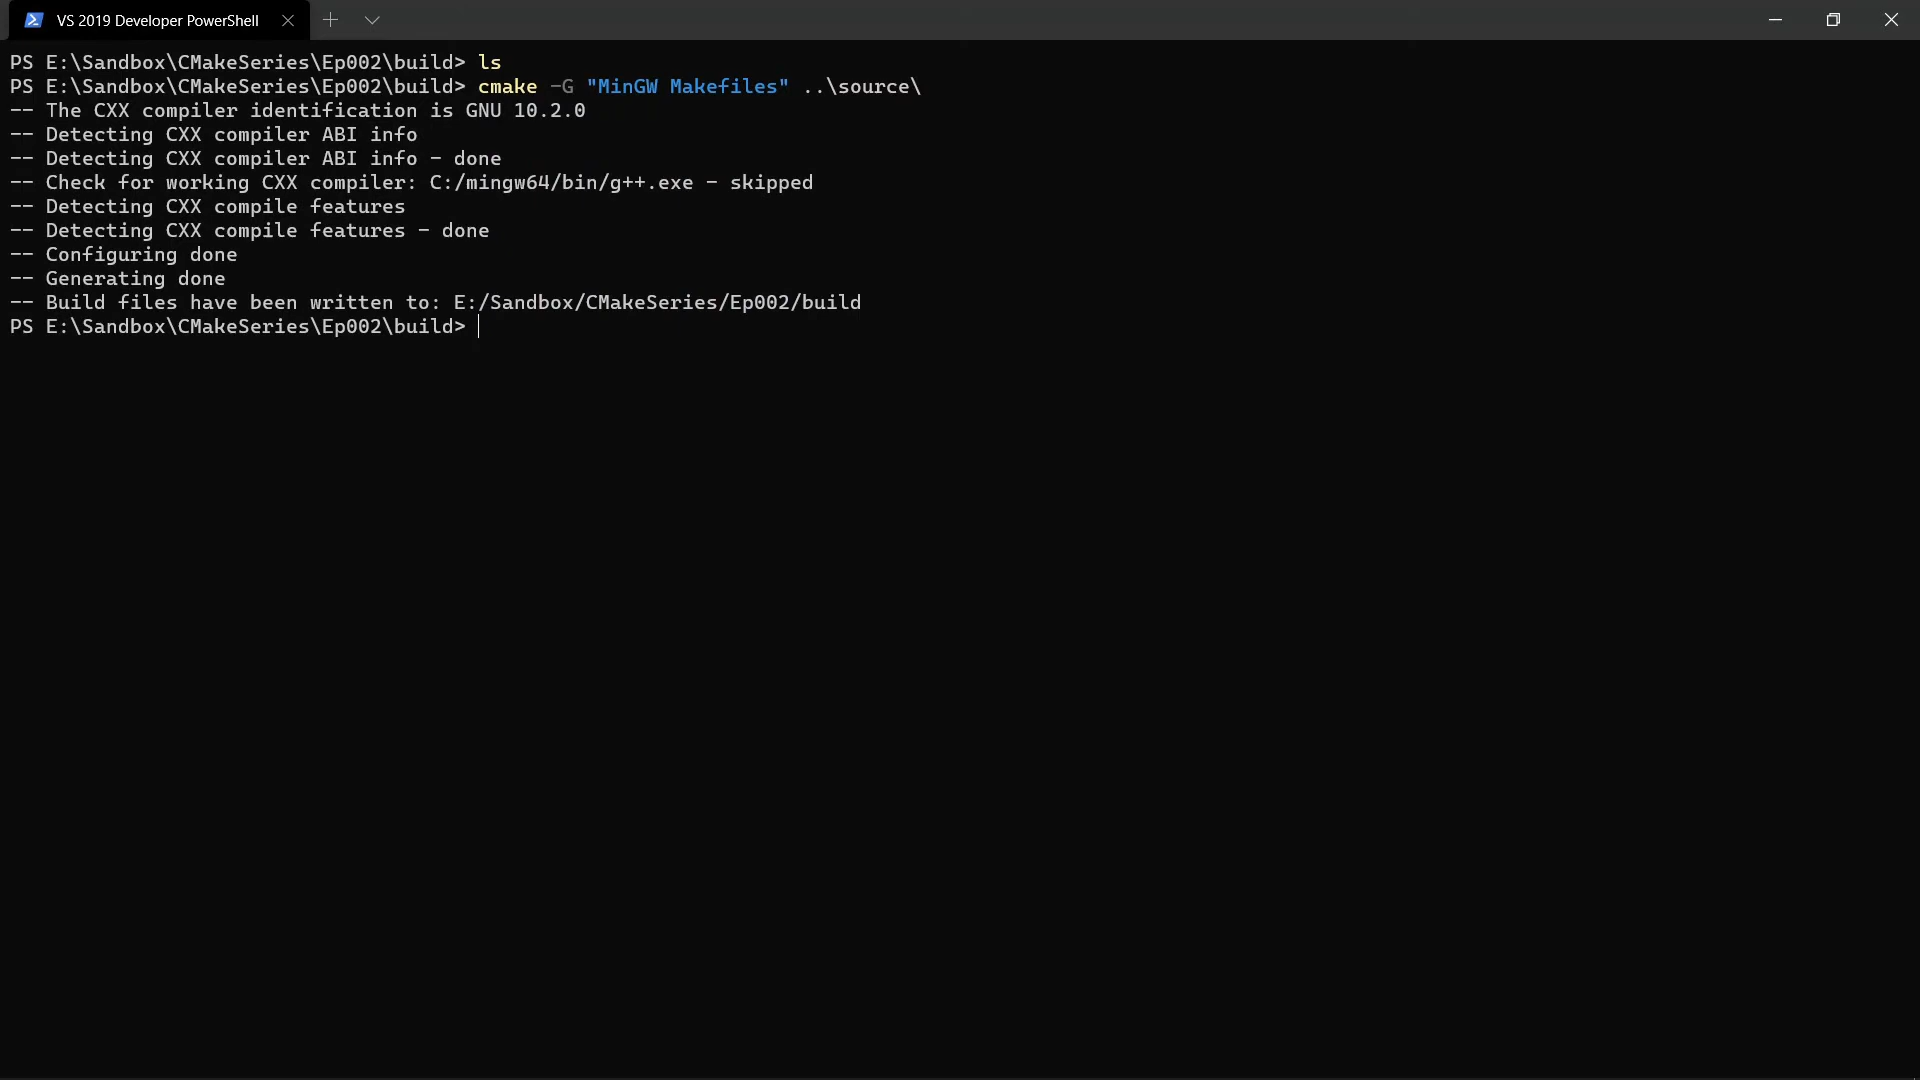 VS 2019 Developer PowerShell
PS E:\Sandbox\CMakeSeries\Ep002\build> ls
PS E:\Sandbox\CMakeSeries\Ep002\build> cmake -G "MinGW Makefiles" ..\source\
-- The CXX compiler identification is GNU 10.2.0
-- Detecting CXX compiler ABI info
-- Detecting CXX compiler ABI info - done
-- Check for working CXX compiler: C:/mingw64/bin/g++.exe - skipped
-- Detecting CXX compile features
-- Detecting CXX compile features - done
-- Configuring done
-- Generating done
-- Build files have been written to: E:/Sandbox/CMakeSeries/Ep002/build
PS E:\Sandbox\CMakeSeries\Ep002\build>